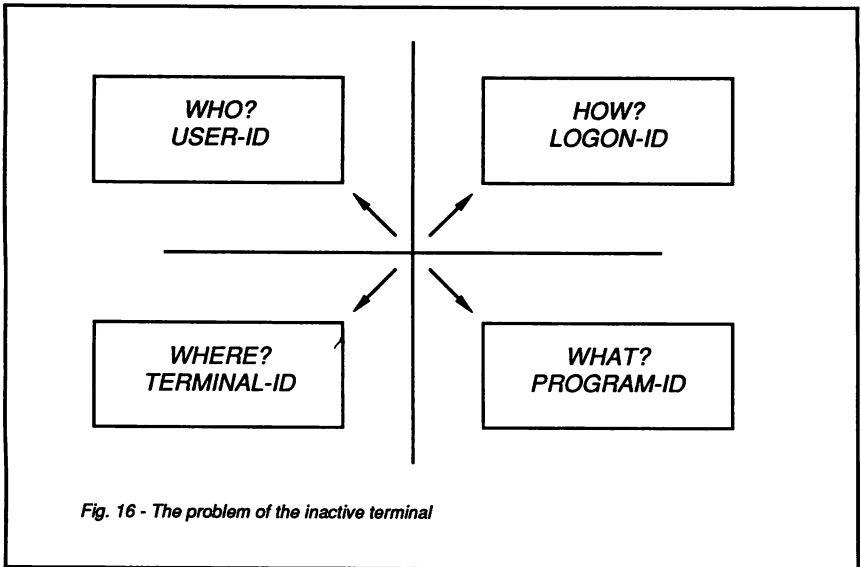 WHO?
USER-ID
HOW?
LOGON-ID
WHERE?
TERMINAL-ID
WHAT?
PROGRAM-ID
Fig. 16 - The problem of the inactive terminal